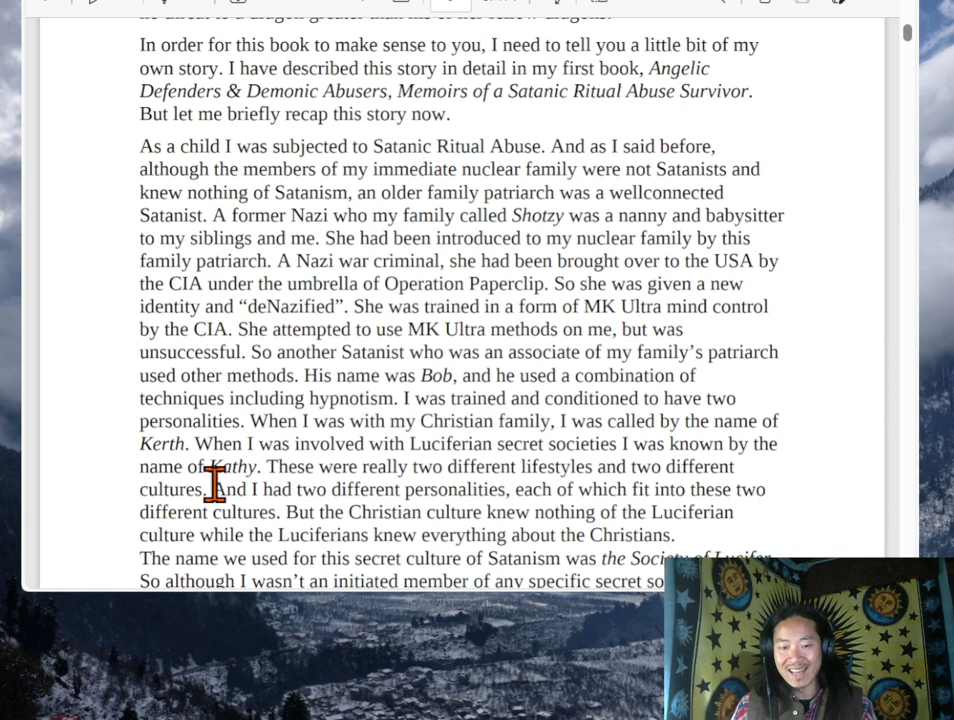 In order for this book to make sense to you, I need to tell you a little bit of my
own story. I have described this story in detail in my first book, Angelic
Defenders & Demonic Abusers, Memoirs of a Satanic Ritual Abuse Survivor.
But let me briefly recap this story now.
As a child I was subjected to Satanic Ritual Abuse. And as I said before,
although the members of my immediate nuclear family were not Satanists and
knew nothing of Satanism, an older family patriarch was a wellconnected
Satanist. A former Nazi who my family called Shotzy was a nanny and babysitter
to my siblings and me. She had been introduced to my nuclear family by this
family patriarch. A Nazi war criminal, she had been brought over to the USA by
the CIA under the umbrella of Operation Paperclip. So she was given a new
identity and “deNazified”. She was trained in a form of MK Ultra mind control
by the CIA. She attempted to use MK Ultra methods on me, but was
unsuccessful. So another Satanist who was an associate of my family’s patriarch
used other methods. His name was Bob, and he used a combination of
techniques including hypnotism. I was trained and conditioned to have two
personalities. When I was with my Christian family, I was called by the name of
Kerth. When I was involved with Luciferian secret societies I was known by the
name of Kathy. These were really two different lifestyles and two different
cultures. And I had two different personalities, each of which fit into these two
different cultures. But the Christian culture knew nothing of the Luciferian
culture while the Luciferians knew everything about the Christians.
The name we used for this secret culture of Satanism was the Society of Lucifer.
So although I wasn’t an initiated member of any specific secret so